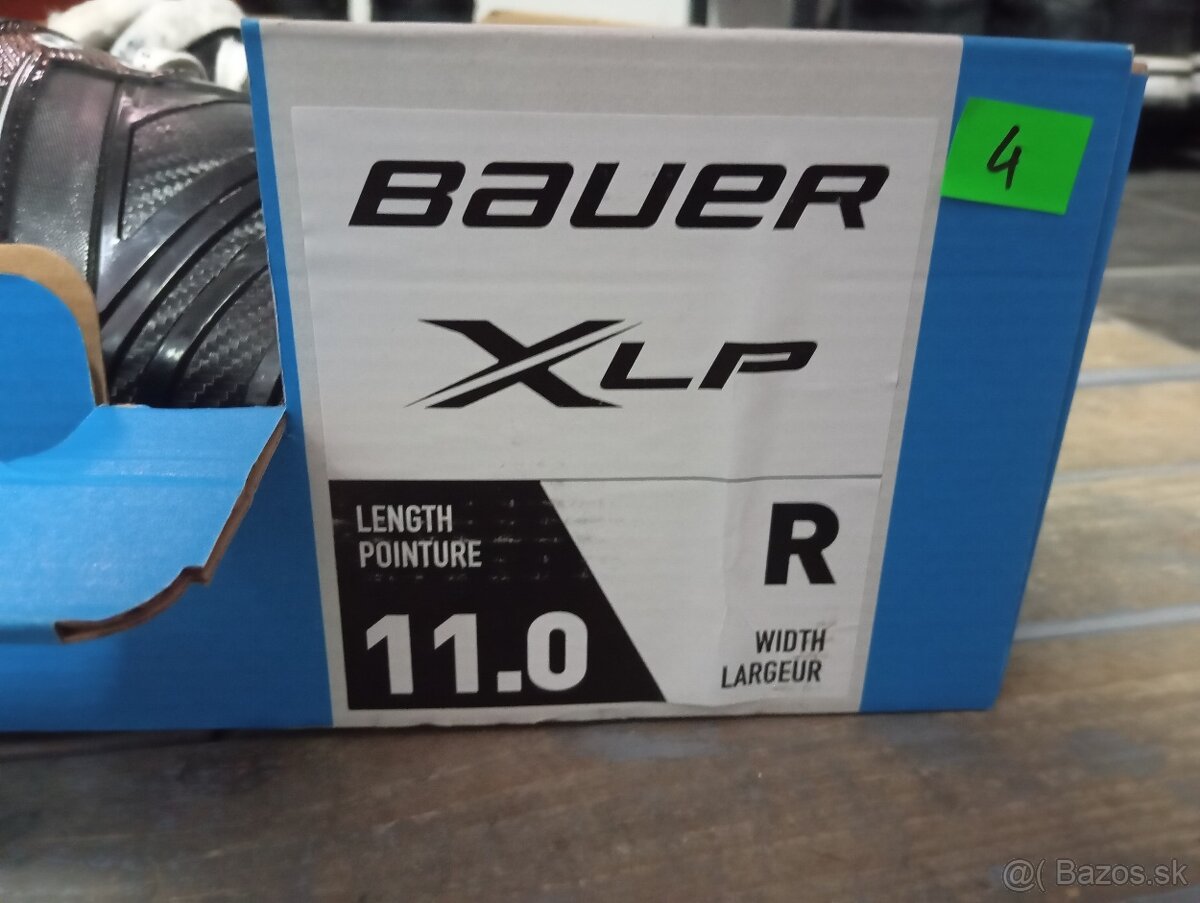 BAUER
XLP
4
LENGTH
POINTURE
11.0
R
WIDTH
LARGEUR
@( Bazos.sk